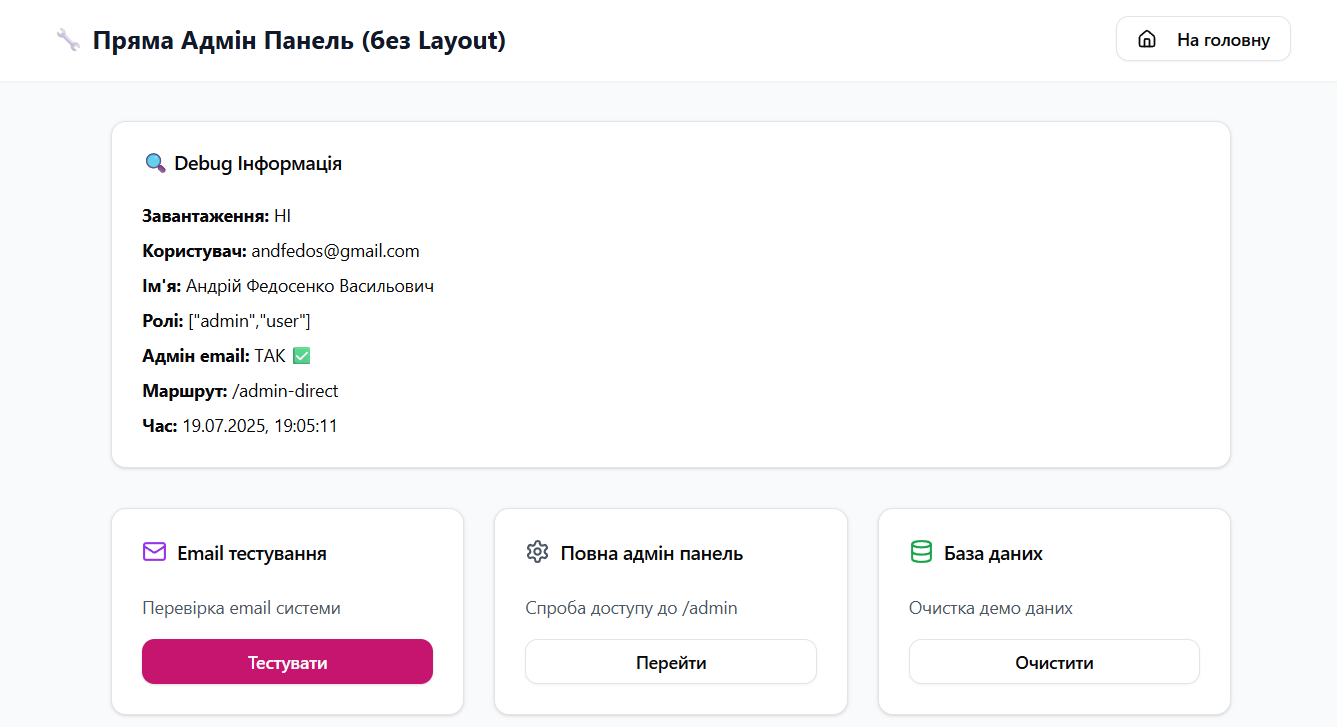 Пряма Адмін Панель (без Layout)
На головну
Debug Інформація
Завантаження: НІ
Користувач: andfedos@gmail.com
Ім'я: Андрій Федосенко Васильович
Ролі: ["admin","user"]
Адмін email: ТАК ✅
Маршрут: /admin-direct
Час: 19.07.2025, 19:05:11
Email тестування
Перевірка email системи
Тестувати
Повна адмін панель
Спроба доступу до /admin
Перейти
База даних
Очистка демо даних
Очистити